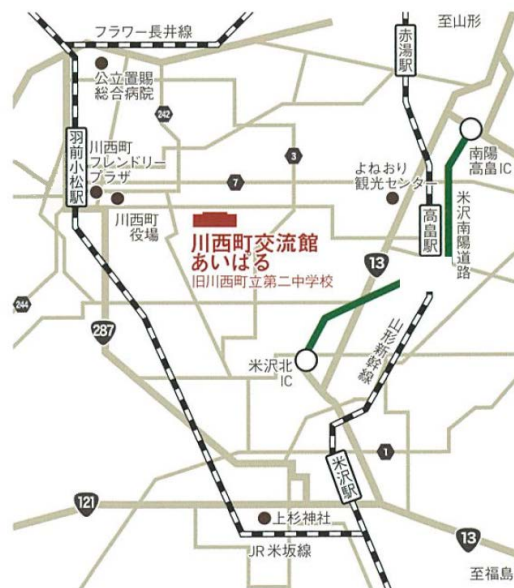 フラワー長井線
至山形
公立置賜
総合病院
赤湯駅
242
羽前小松駅
川西町
フレンドリー
プラザ
3
南陽
高畠IC
7
よねおり
観光センター
川西町
役場
高畠駅
米沢南陽道路
川西町交流館
あいぱる
旧川西町立第二中学校
13
244
287
米沢北
IC
山形新幹線
1
米沢駅
121
上杉神社
13
JR米坂線
至福島